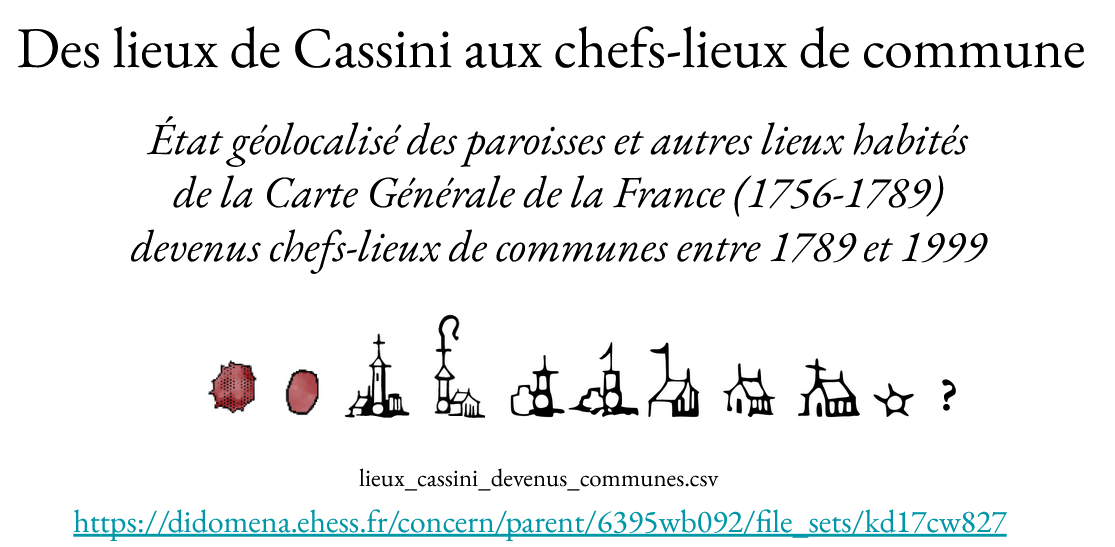 Des lieux de Cassini aux chefs-lieux de commune
État géolocalisé des paroisses et autres lieux habités
de la Carte Générale de la France (1756-1789)
devenus chefs-lieux de communes entre 1789 et 1999
?
lieux_cassini_devenus_communes.csv
https://didomena.ehess.fr/concern/parent/6395wb092/file_sets/kd17cw827